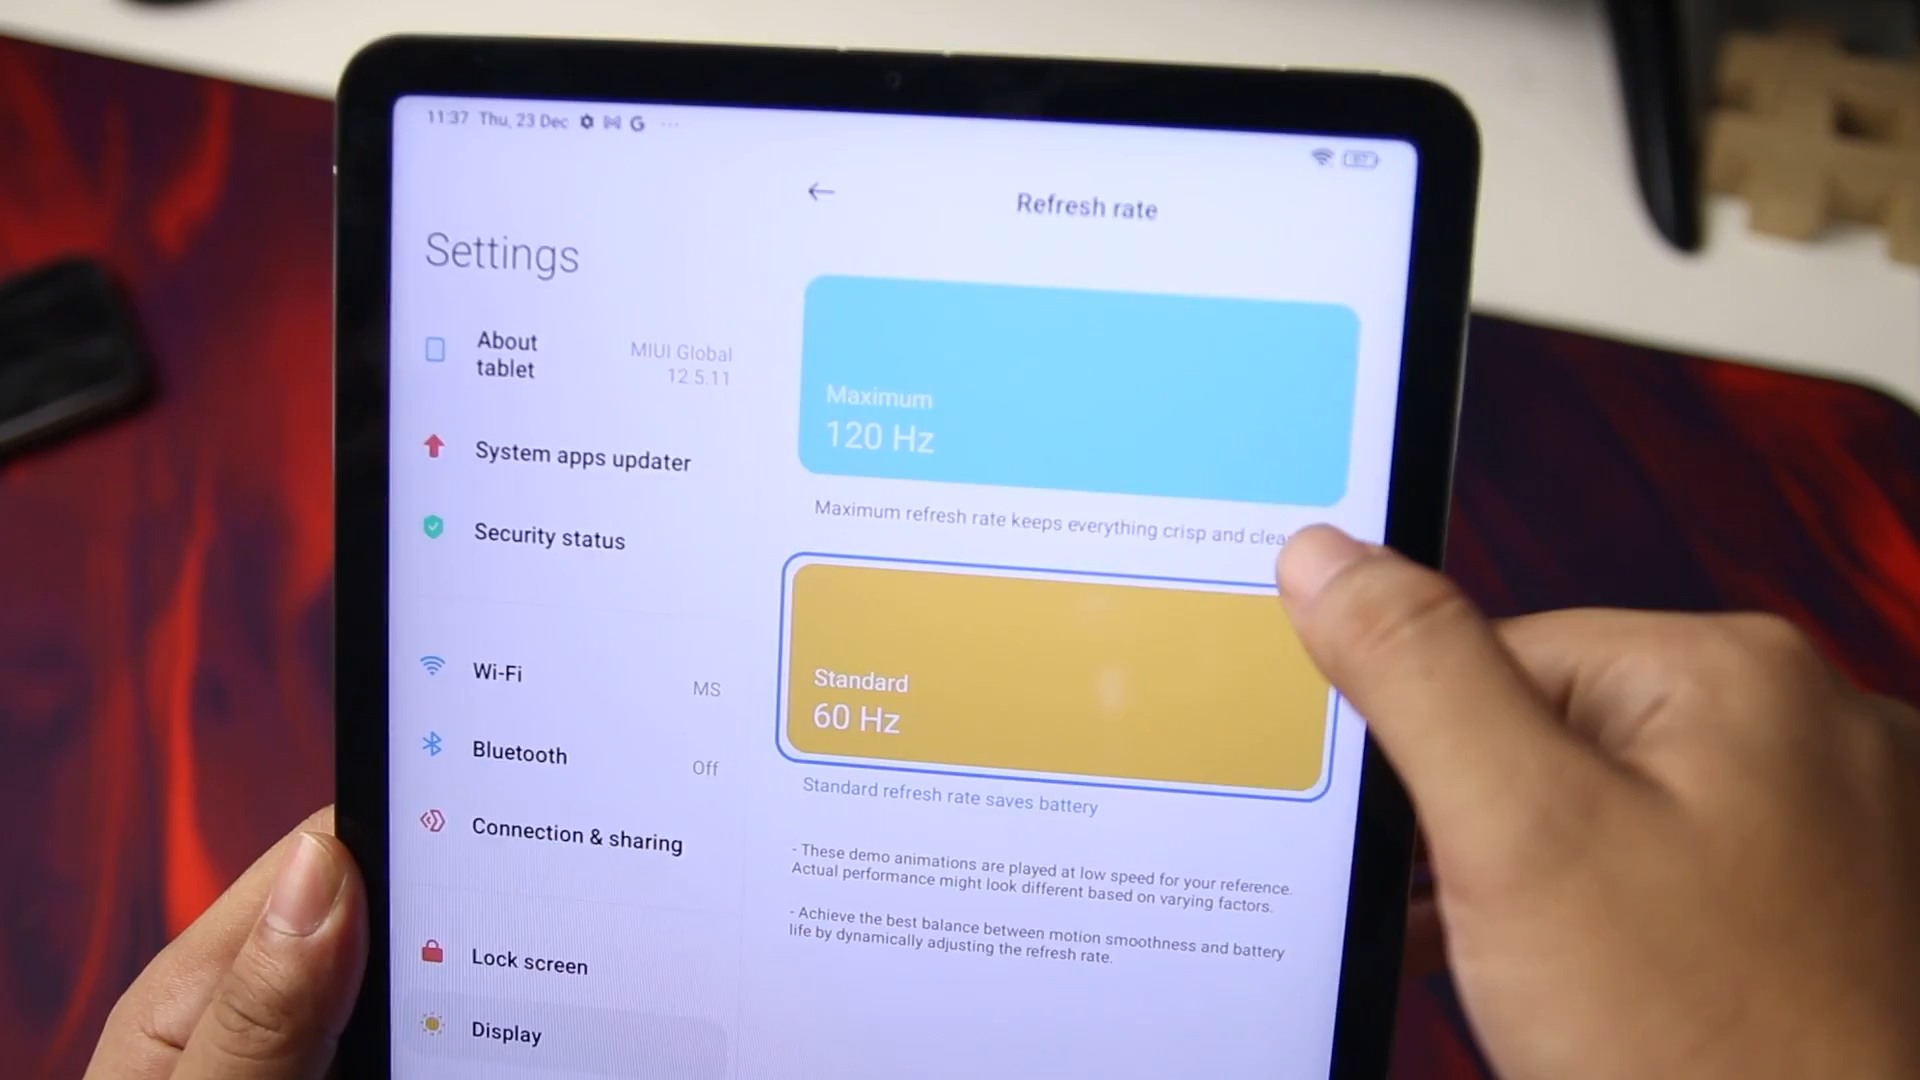 11:37 Thu, 23 Dec
Refresh rate
Settings
About
tablet
MIUI Global
12.5.11
System apps updater
Security status
Wi-Fi
MS
Bluetooth
Off
Connection & sharing
Lock screen
Display
Maximum
120 Hz
Maximum refresh rate keeps everything crisp and clea
Standard
60 Hz
Standard refresh rate saves battery
- These demo animations are played at low speed for your reference.
Actual performance might look different based on varying factors.
- Achieve the best balance between motion smoothness and battery
life by dynamically adjusting the refresh rate.